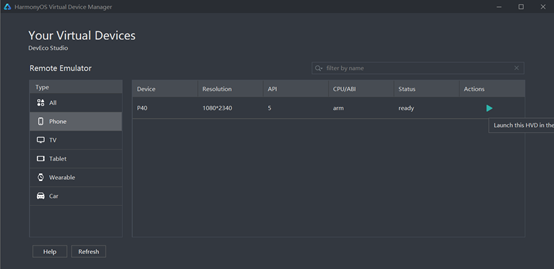 HarmonyOS Virtual Device Manager
Your Virtual Devices
DevEco Studio
Remote Emulator
filter by name
Type
All
Phone
TV
Tablet
Wearable
Car
Device Resolution API CPU/ABI Status Actions
P40 1080*2340 5 arm ready
Launch this HVD in the
Help Refresh